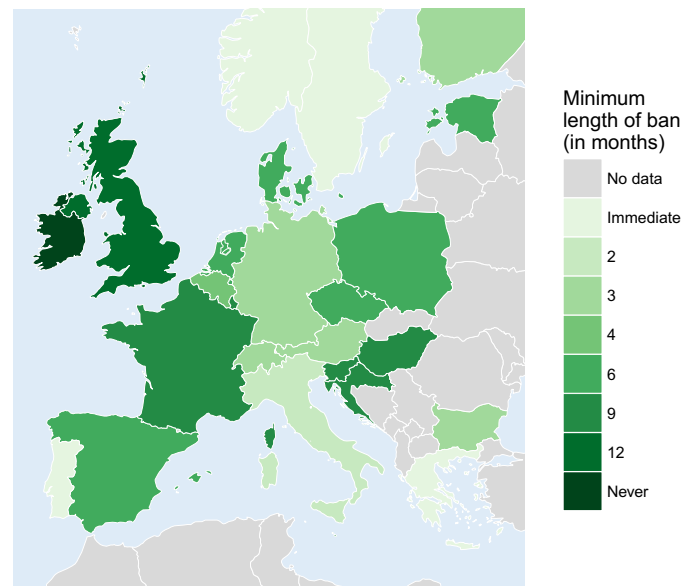 Minimum
length of ban
(in months)
No data
Immediate
2
3
4
6
9
12
Never